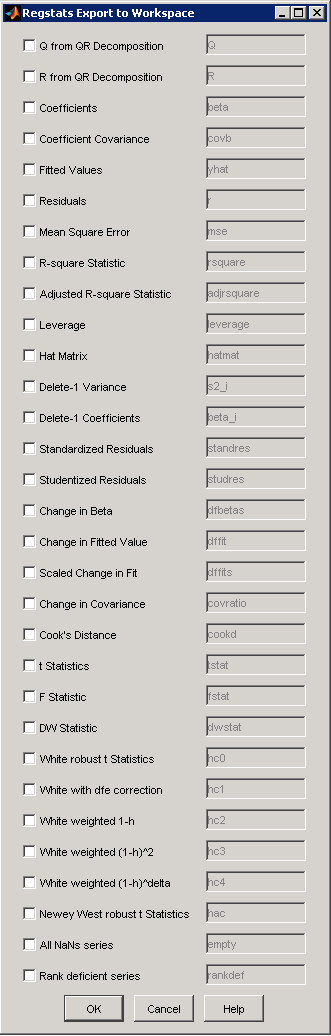 Regstats Export to Workspace
Q from QR Decomposition Q
R from QR Decomposition R
Coefficients beta
Coefficient Covariance covb
Fitted Values yhat
Residuals r
Mean Square Error mse
R-square Statistic rsquare
Adjusted R-square Statistic adjrsquare
Leverage leverage
Hat Matrix hatmat
Delete-1 Variance s2_i
Delete-1 Coefficients beta_i
Standardized Residuals standres
Studentized Residuals studres
Change in Beta dfbetas
Change in Fitted Value dffit
Scaled Change in Fit dffits
Change in Covariance covratio
Cook's Distance cookd
t Statistics tstat
F Statistic fstat
DW Statistic dwstat
White robust t Statistics hc0
White with dfe correction hc1
White weighted 1-h hc2
White weighted (1-h)^2 hc3
White weighted (1-h)^delta hc4
Newey West robust t Statistics hac
All NaNs series empty
Rank deficient series rankdef
OK Cancel Help